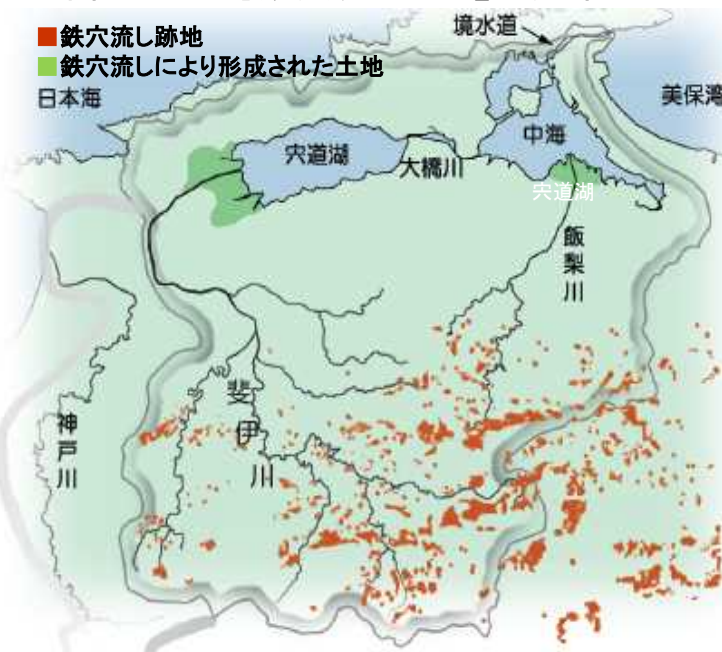 ■鉄穴流し跡地
■鉄穴流しにより形成された土地
境水道
日本海
美保湾
中海
宍道湖
大橋川
宍道湖
飯梨川
斐伊川
神戸川